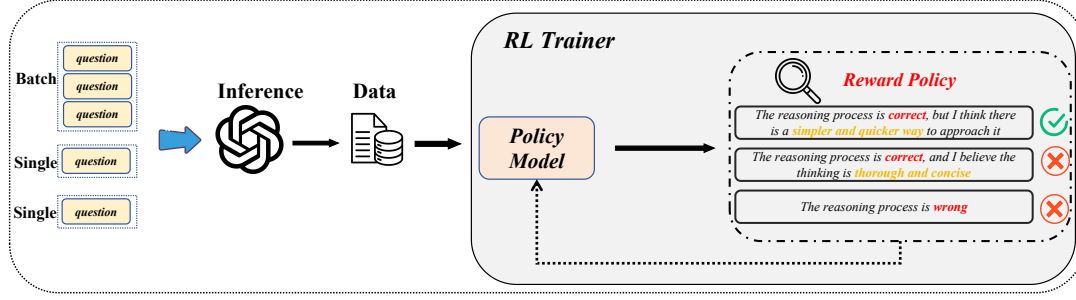 RL Trainer
Batch
question
question
question
Single
question
Single
question
Inference
Data
Policy
Model
Reward Policy
The reasoning process is correct, but I think there
is a simpler and quicker way to approach it
The reasoning process is correct, and I believe the
thinking is thorough and concise
The reasoning process is wrong